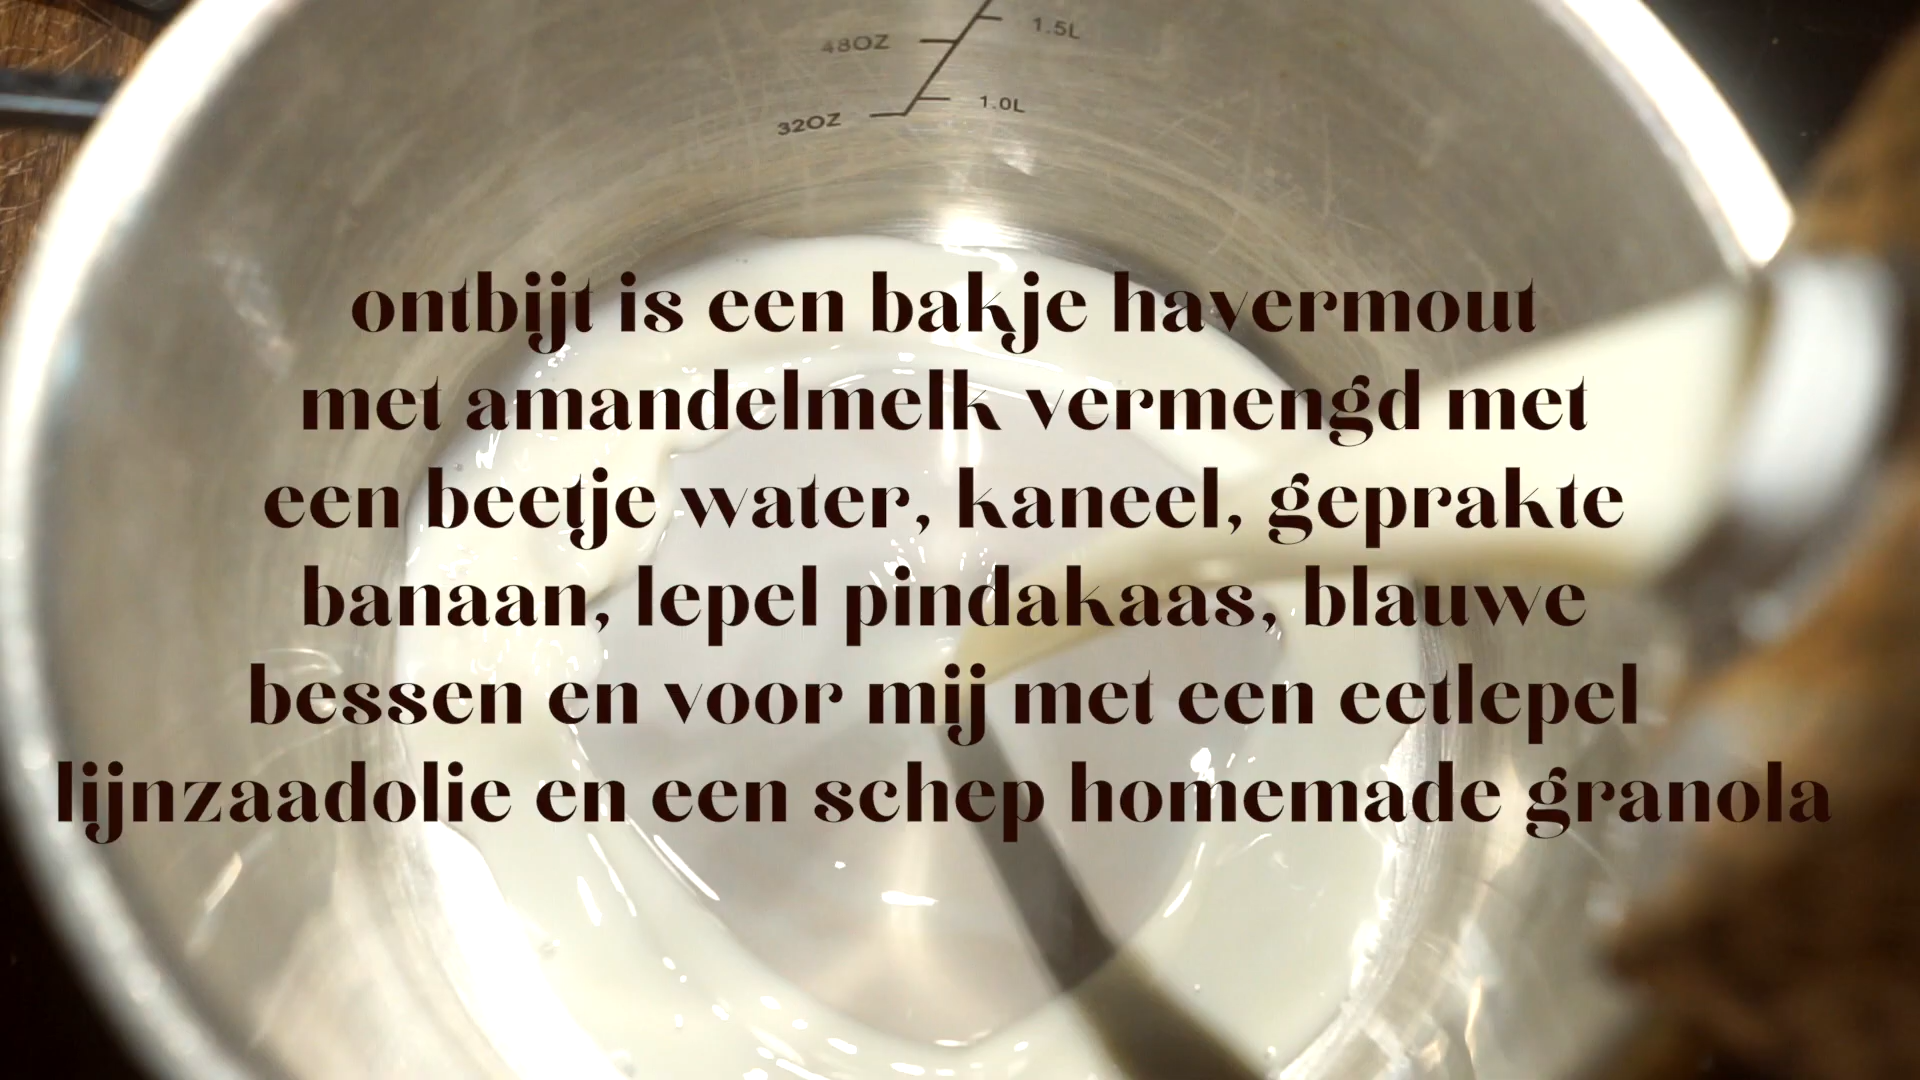 1.5L
48OZ
1.0L
32OZ
ontbijt is een bakje havermout
met amandelmelk vermengd met
een beetje water, kaneel, geprakte
banaan, lepel pindakaas, blauwe
bessen en voor mij met een eetlepel
lijnzaadolie en een schep homemade granola